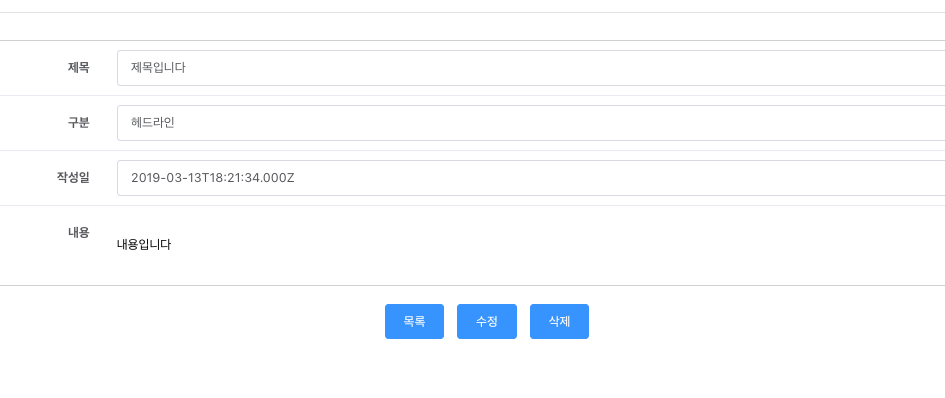 제목 제목입니다
구분 헤드라인
작성일 2019-03-13T18:21:34.000Z
내용
내용입니다
목록 수정 삭제